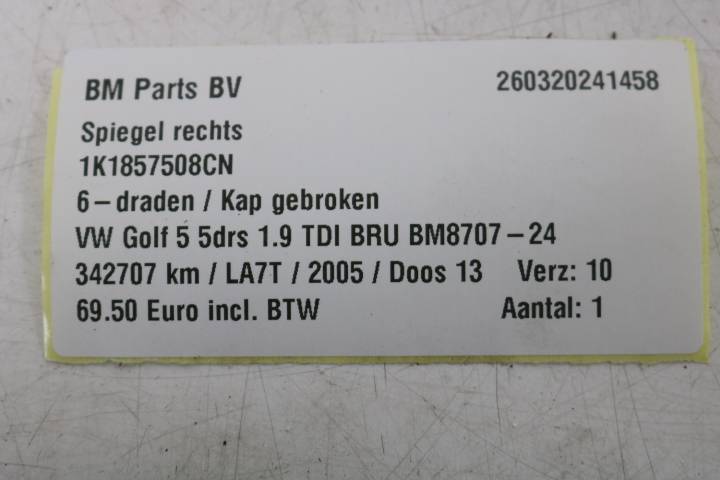 BM Parts BV 260320241458
Spiegel rechts
1K1857508CN
6-draden / Kap gebroken
VW Golf 5 5drs 1.9 TDI BRU BM8707-24
342707 km / LA7T / 2005 / Doos 13 Verz: 10
69.50 Euro incl. BTW Aantal: 1